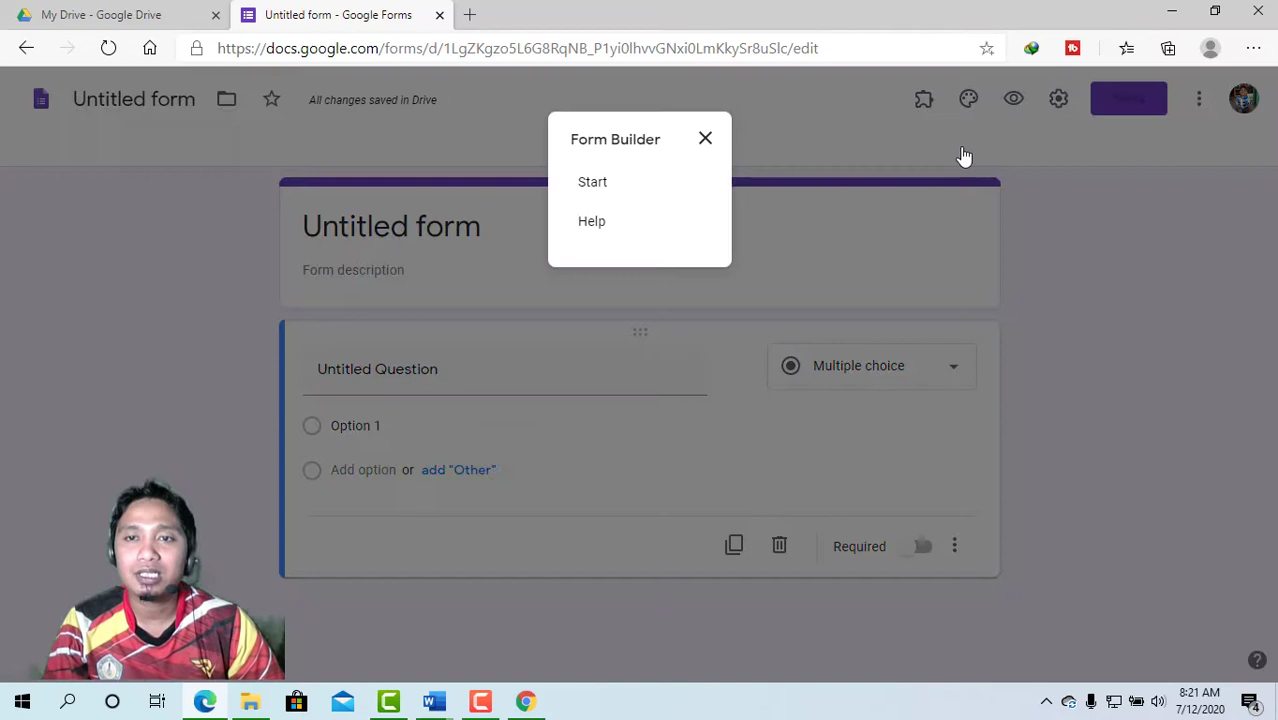 My Drive - Google Drive
Untitled form - Google Forms
https://docs.google.com/forms/d/1LgZKgzo5L6G8RqNB_P1yi0lhvvGNxi0LmKkySr8uSlc/edit
Untitled form
All changes saved in Drive
Form Builder
Start
Help
Untitled form
Form description
Untitled Question
Multiple choice
Option 1
Add option or add "Other"
Required
8:21 AM
7/12/2020
4